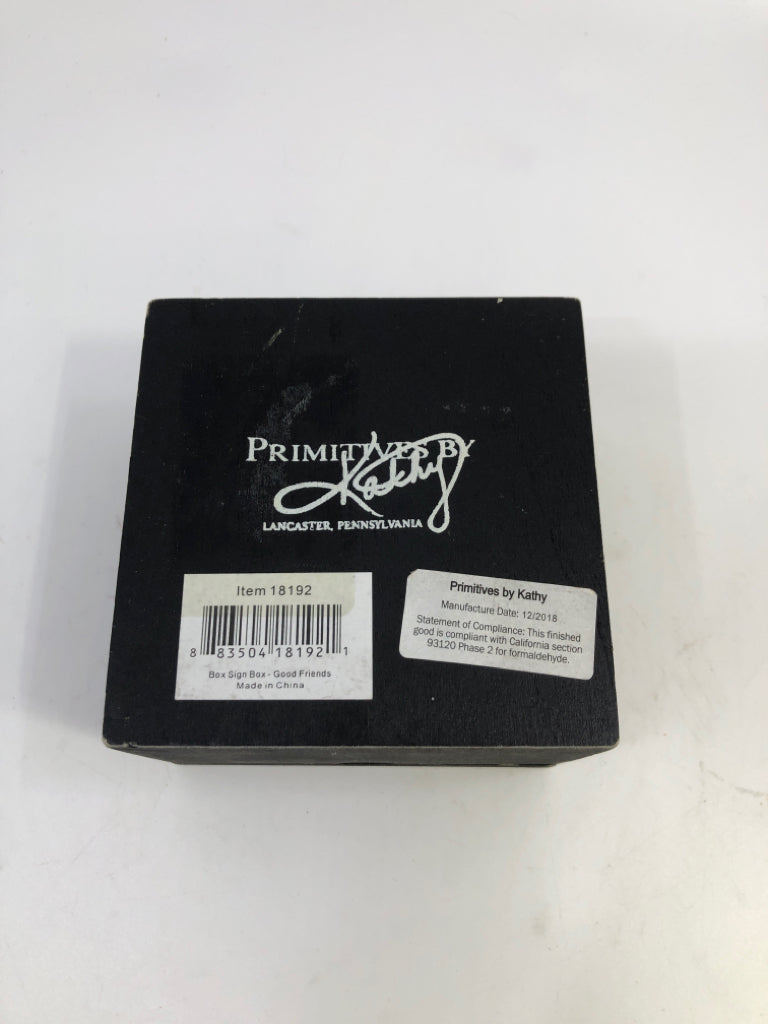 PRIMITIVES BY
Kathy
LANCASTER, PENNSYLVANIA
Item 18192
8 83504 18192 1
Box Sign Box - Good Friends
Made in China
Primitives by Kathy
Manufacture Date: 12/2018
Statement of Compliance: This finished
good is compliant with California section
93120 Phase 2 for formaldehyde.